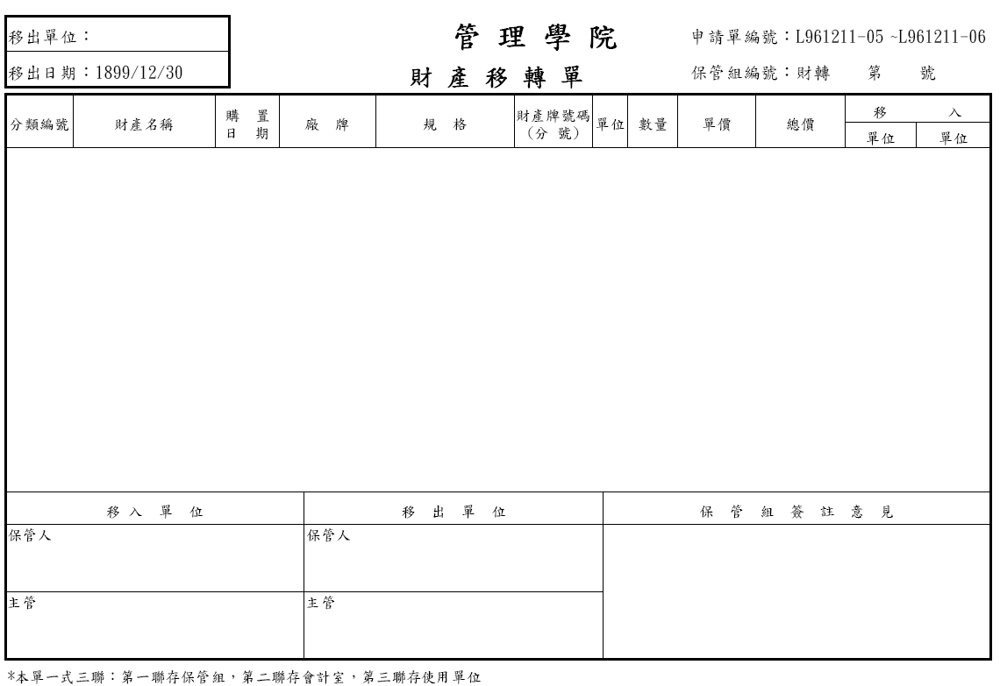 移出單位：
移出日期：1899/12/30
管理學院
財產移轉單
申請單編號：L961211-05 ~L961211-06
保管組編號：財轉 第 號
分類編號 財產名稱 購置日期 廠牌 規格 財產牌號碼(分 號) 單位 數量 單價 總價 移入
單位 單位
移入單位 移出單位 保管組簽註意見
保管人 保管人
主管 主管
*本單一式三聯：第一聯存保管組，第二聯存會計室，第三聯存使用單位